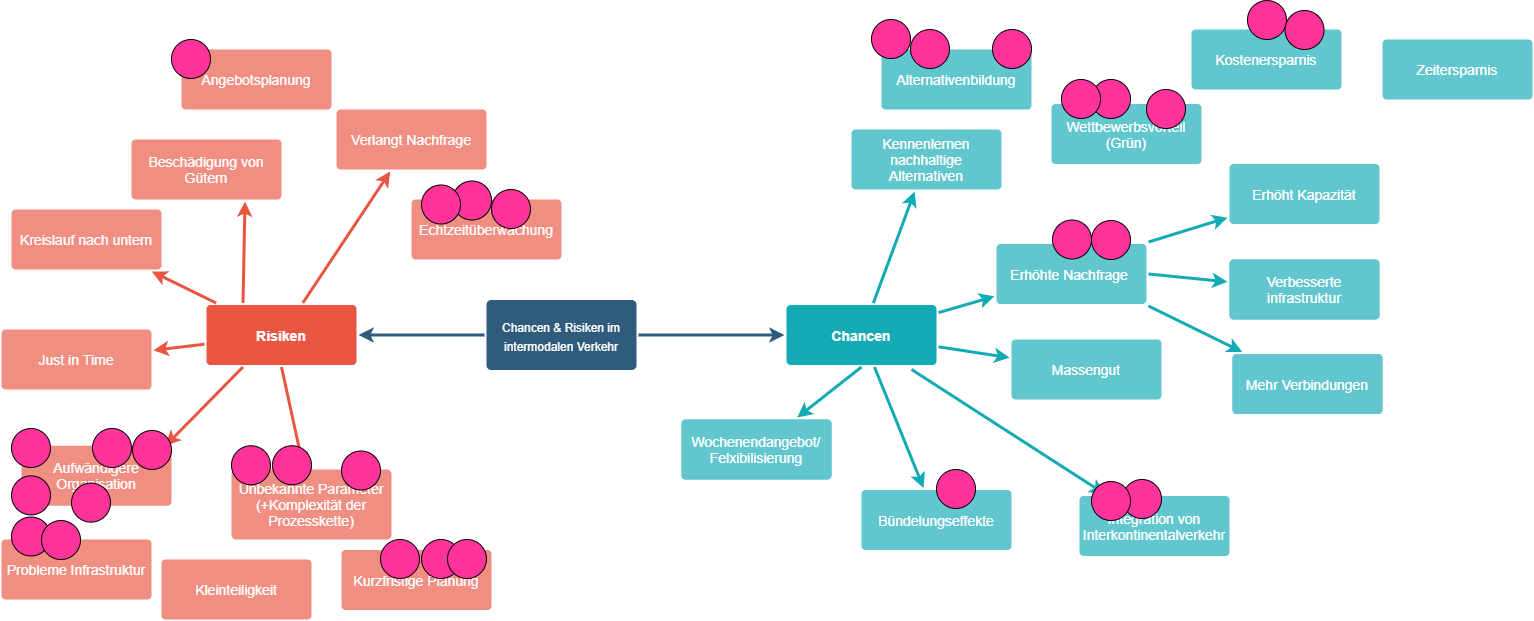 Angebotsplanung
Verlangt Nachfrage
Beschädigung von
Gütern
Echtzeitüberwachung
Kreislauf nach untern
Risiken
Just in Time
Aufwändigere
Organisation
Unbekannte Parameter
(+Komplexität der
Prozesskette)
Probleme Infrastruktur
Kleinteiligkeit
Kurzfristige Planung
Chancen & Risiken im
intermodalen Verkehr
Alternativenbildung
Kostenersparnis
Zeitersparnis
Wettbewerbsvorteil
(Grün)
Kennenlernen
nachhaltige
Alternativen
Erhöht Kapazität
Erhöhte Nachfrage
Verbesserte
infrastruktur
Chancen
Massengut
Mehr Verbindungen
Wochenendangebot/
Felxibilisierung
Bündelungseffekte
Integration von
Interkontinentalverkehr